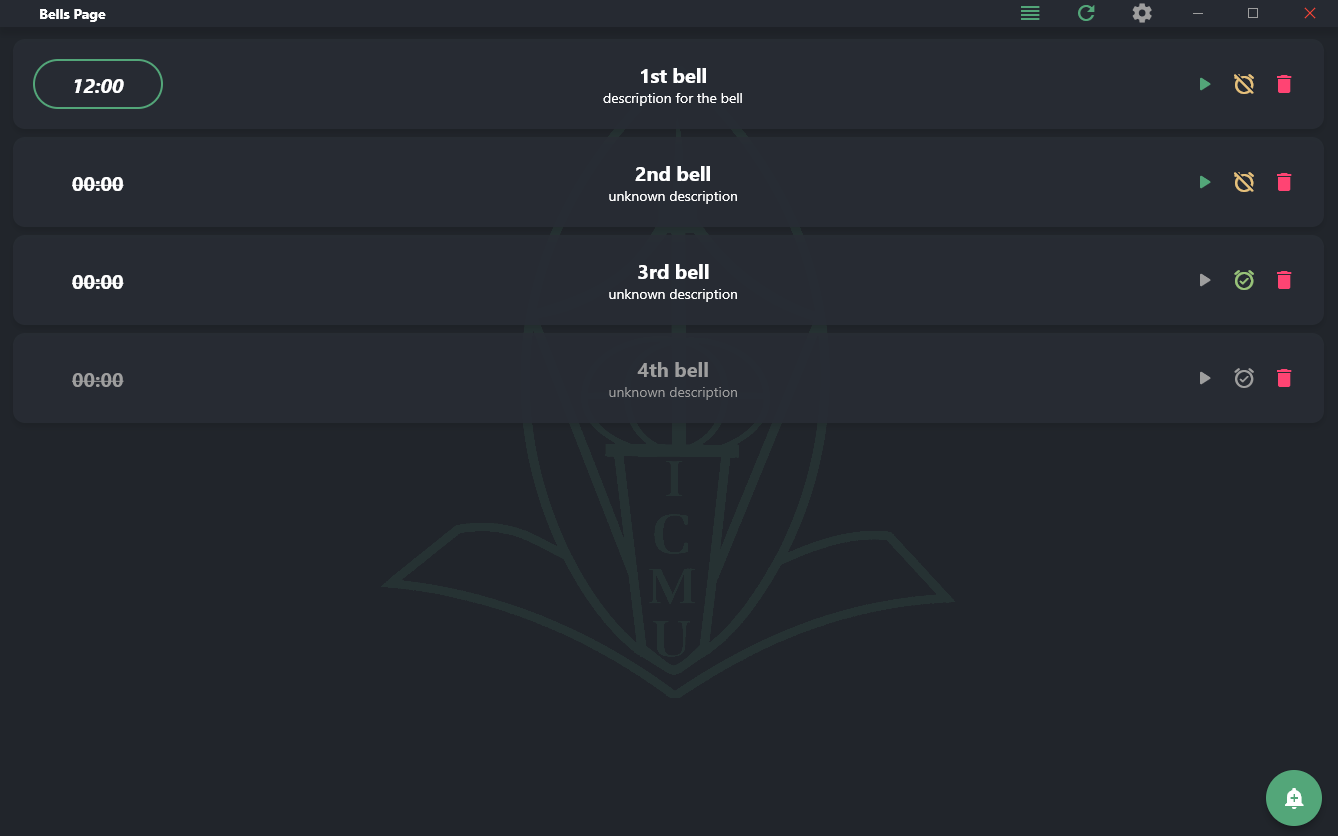 Bells Page
12:00
1st bell
description for the bell
00:00
2nd bell
unknown description
00:00
3rd bell
unknown description
00:00
4th bell
unknown description
I
C
M
U